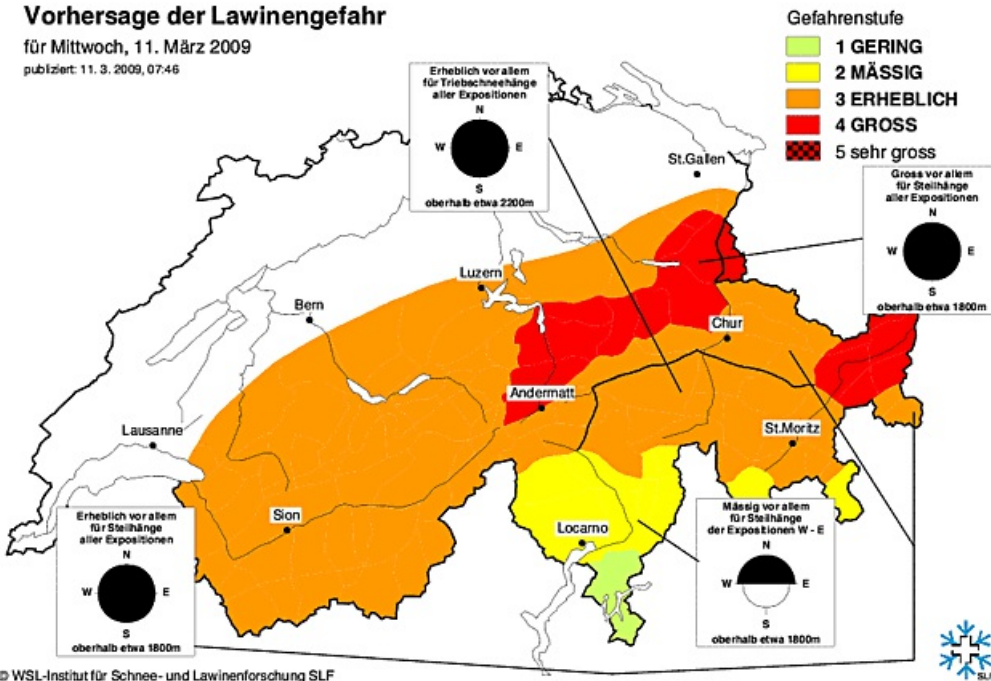 Vorhersage der Lawinengefahr
für Mittwoch, 11. März 2009
publiziert: 11. 3. 2009, 07:46
Gefahrenstufe
1 GERING
2 MÄSSIG
3 ERHEBLICH
4 GROSS
5 sehr gross
Erheblich vor allem
für Triebschneehänge
aller Expositionen
N
W E
S
oberhalb etwa 2200m
St.Gallen
Gross vor allem
für Steilhänge
aller Expositionen
N
W E
S
oberhalb etwa 1800m
Luzern
Bern
Chur
Andermatt
Lausanne
St.Moritz
Sion
Locarno
Erheblich vor allem
für Steilhänge
aller Expositionen
N
W E
S
oberhalb etwa 1800m
Mässig vor allem
für Steilhänge
der Expositionen W - E
N
W E
S
oberhalb etwa 1800m
© WSL-Institut für Schnee- und Lawinenforschung SLF
SLF